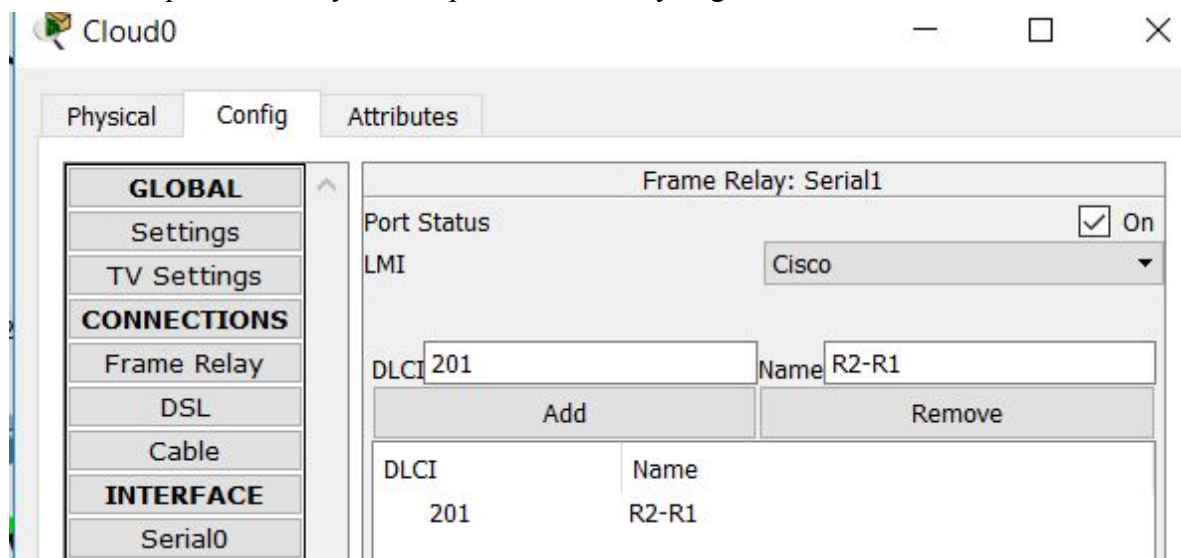 Cloud0
Physical Config Attributes
GLOBAL
Settings
TV Settings
CONNECTIONS
Frame Relay
DSL
Cable
INTERFACE
Serial0
Frame Relay: Serial1
Port Status On
LMI Cisco
DLCI 201 Name R2-R1
Add Remove
DLCI Name
201 R2-R1